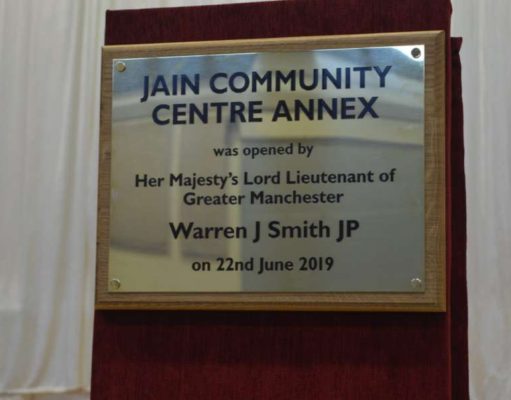 JAIN COMMUNITY
CENTRE ANNEX
was opened by
Her Majesty's Lord Lieutenant of
Greater Manchester
Warren J Smith JP
on 22nd June 2019